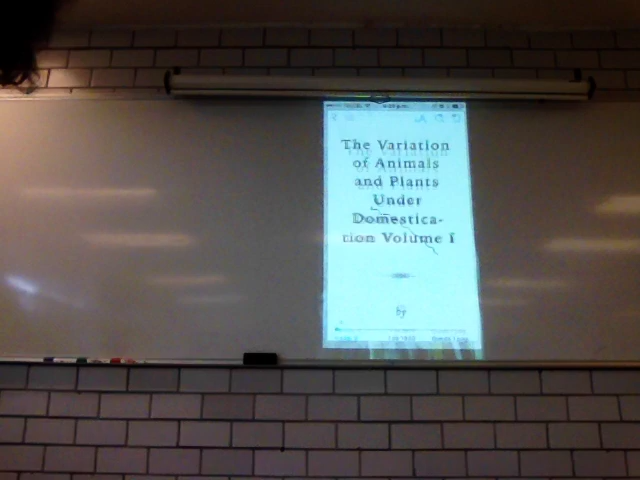 The Variation
of Animals
and Plants
Under
Domestica-
tion Volume I
by